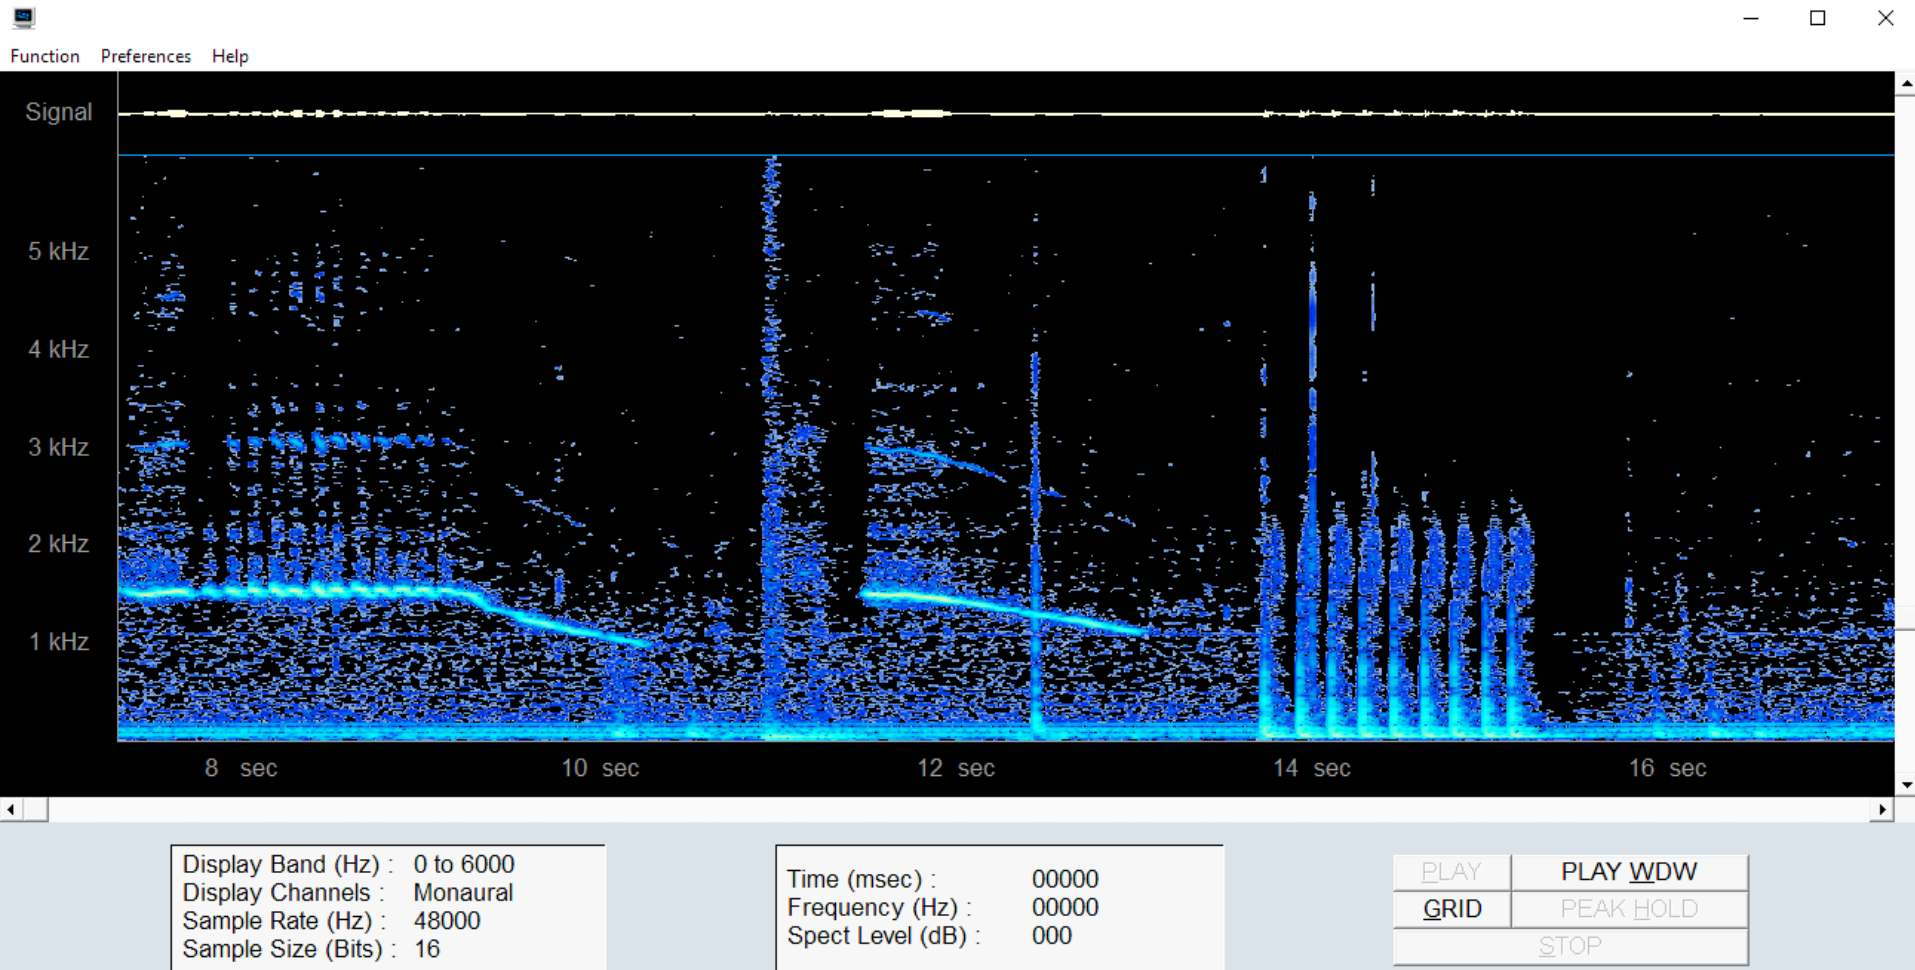 Function Preferences Help
Signal
5 kHz
4 kHz
3 kHz
2 kHz
1 kHz
8 sec 10 sec 12 sec 14 sec 16 sec
Display Band (Hz) : 0 to 6000
Display Channels : Monaural
Sample Rate (Hz) : 48000
Sample Size (Bits) : 16
Time (msec) : 00000
Frequency (Hz) : 00000
Spect Level (dB) : 000
PLAY PLAY WDW
GRID PEAK HOLD
STOP